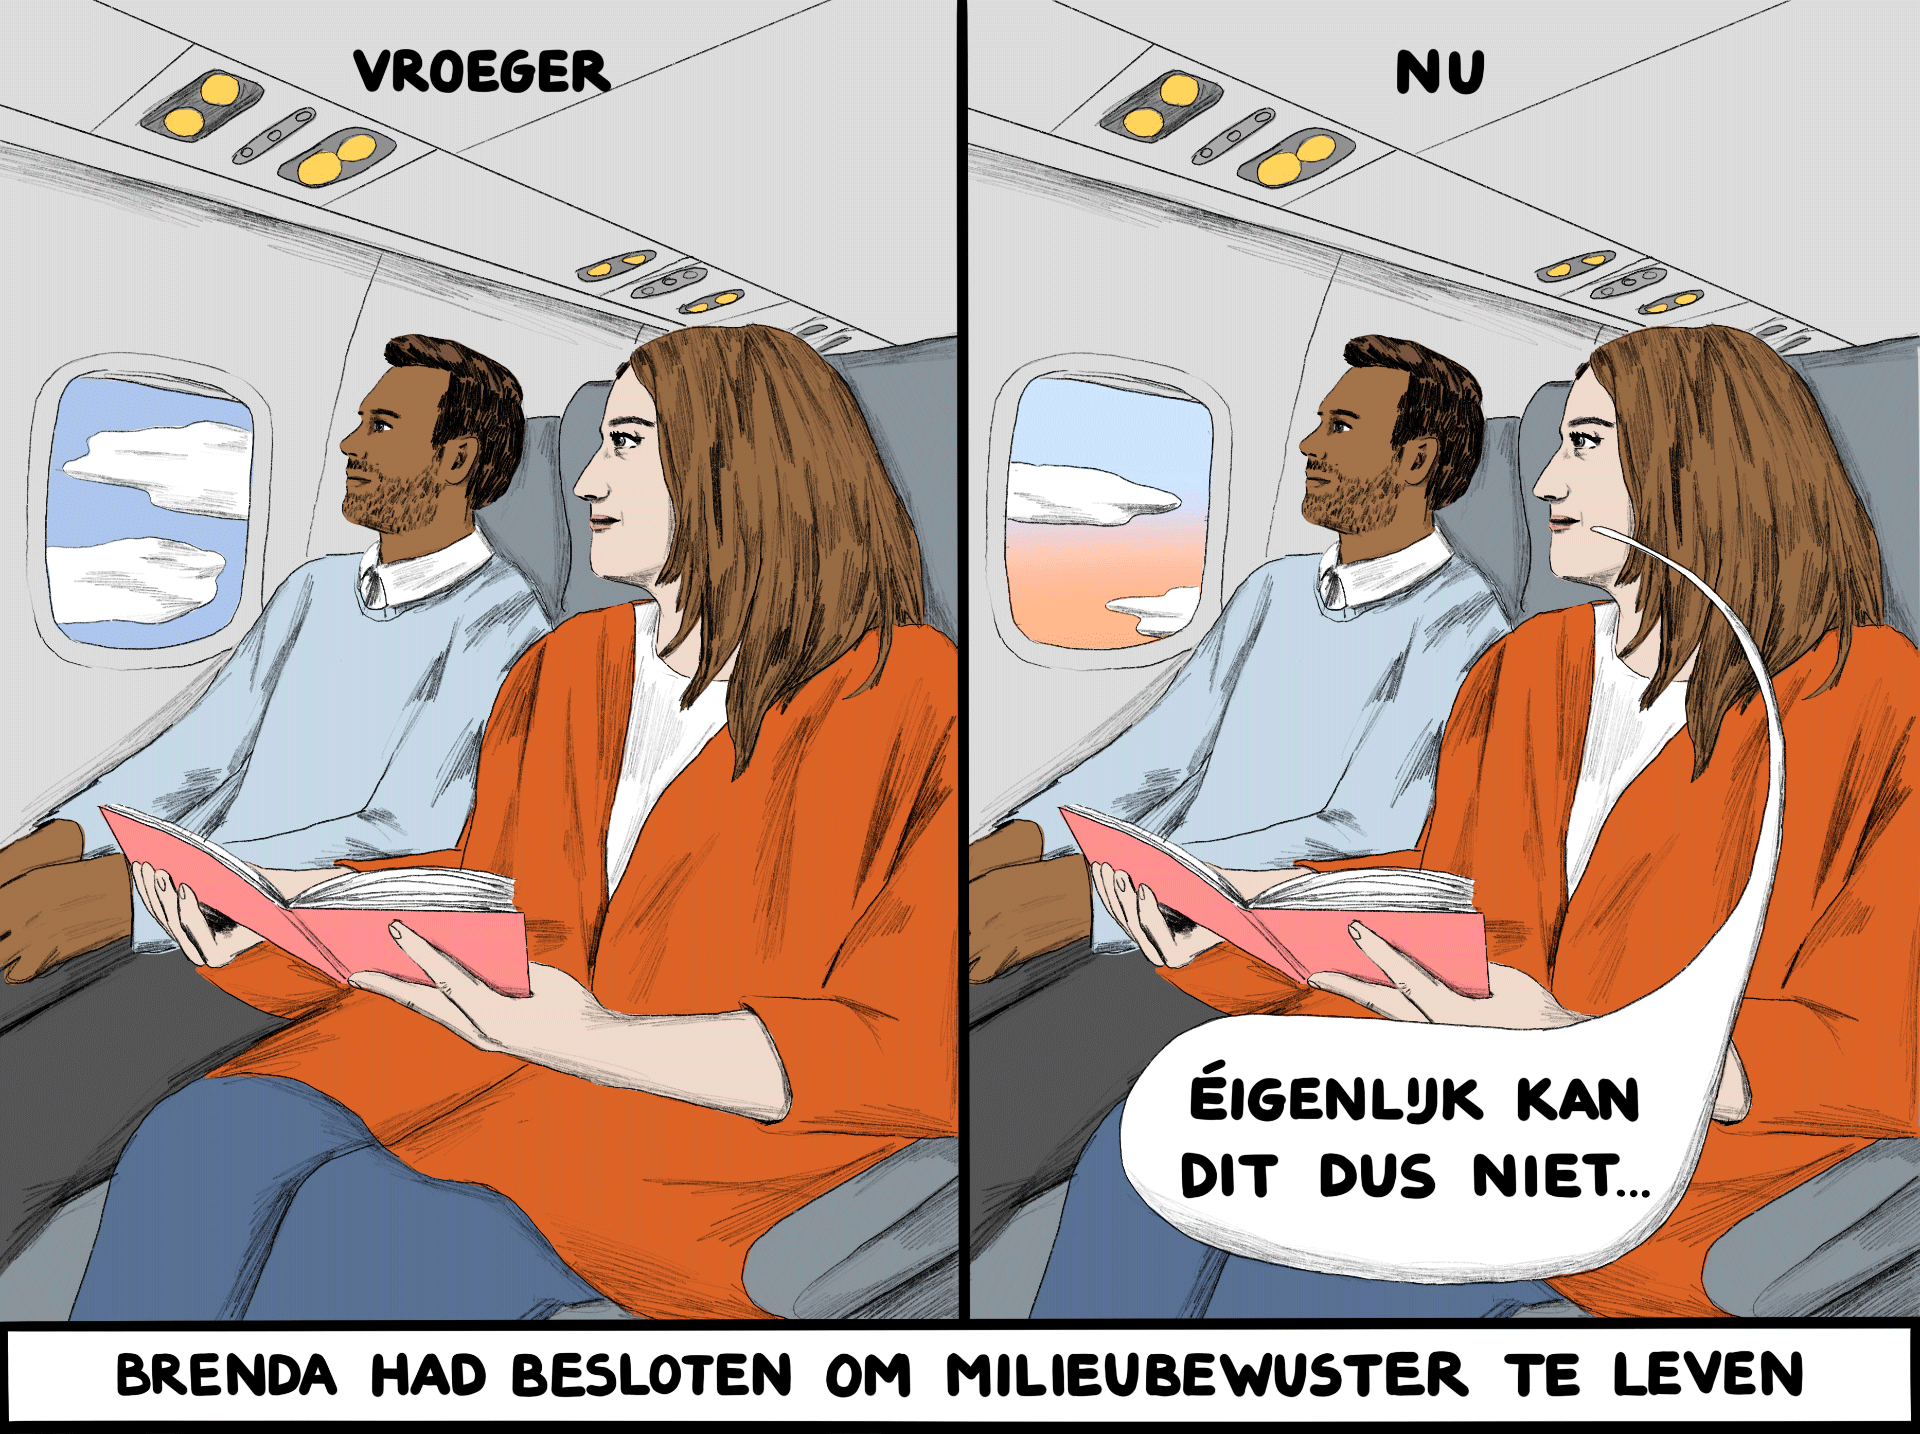 VROEGER
NU
ÉIGENLIJK KAN
DIT DUS NIET...
BRENDA HAD BESLOTEN OM MILIEUBEWUSTER TE LEVEN